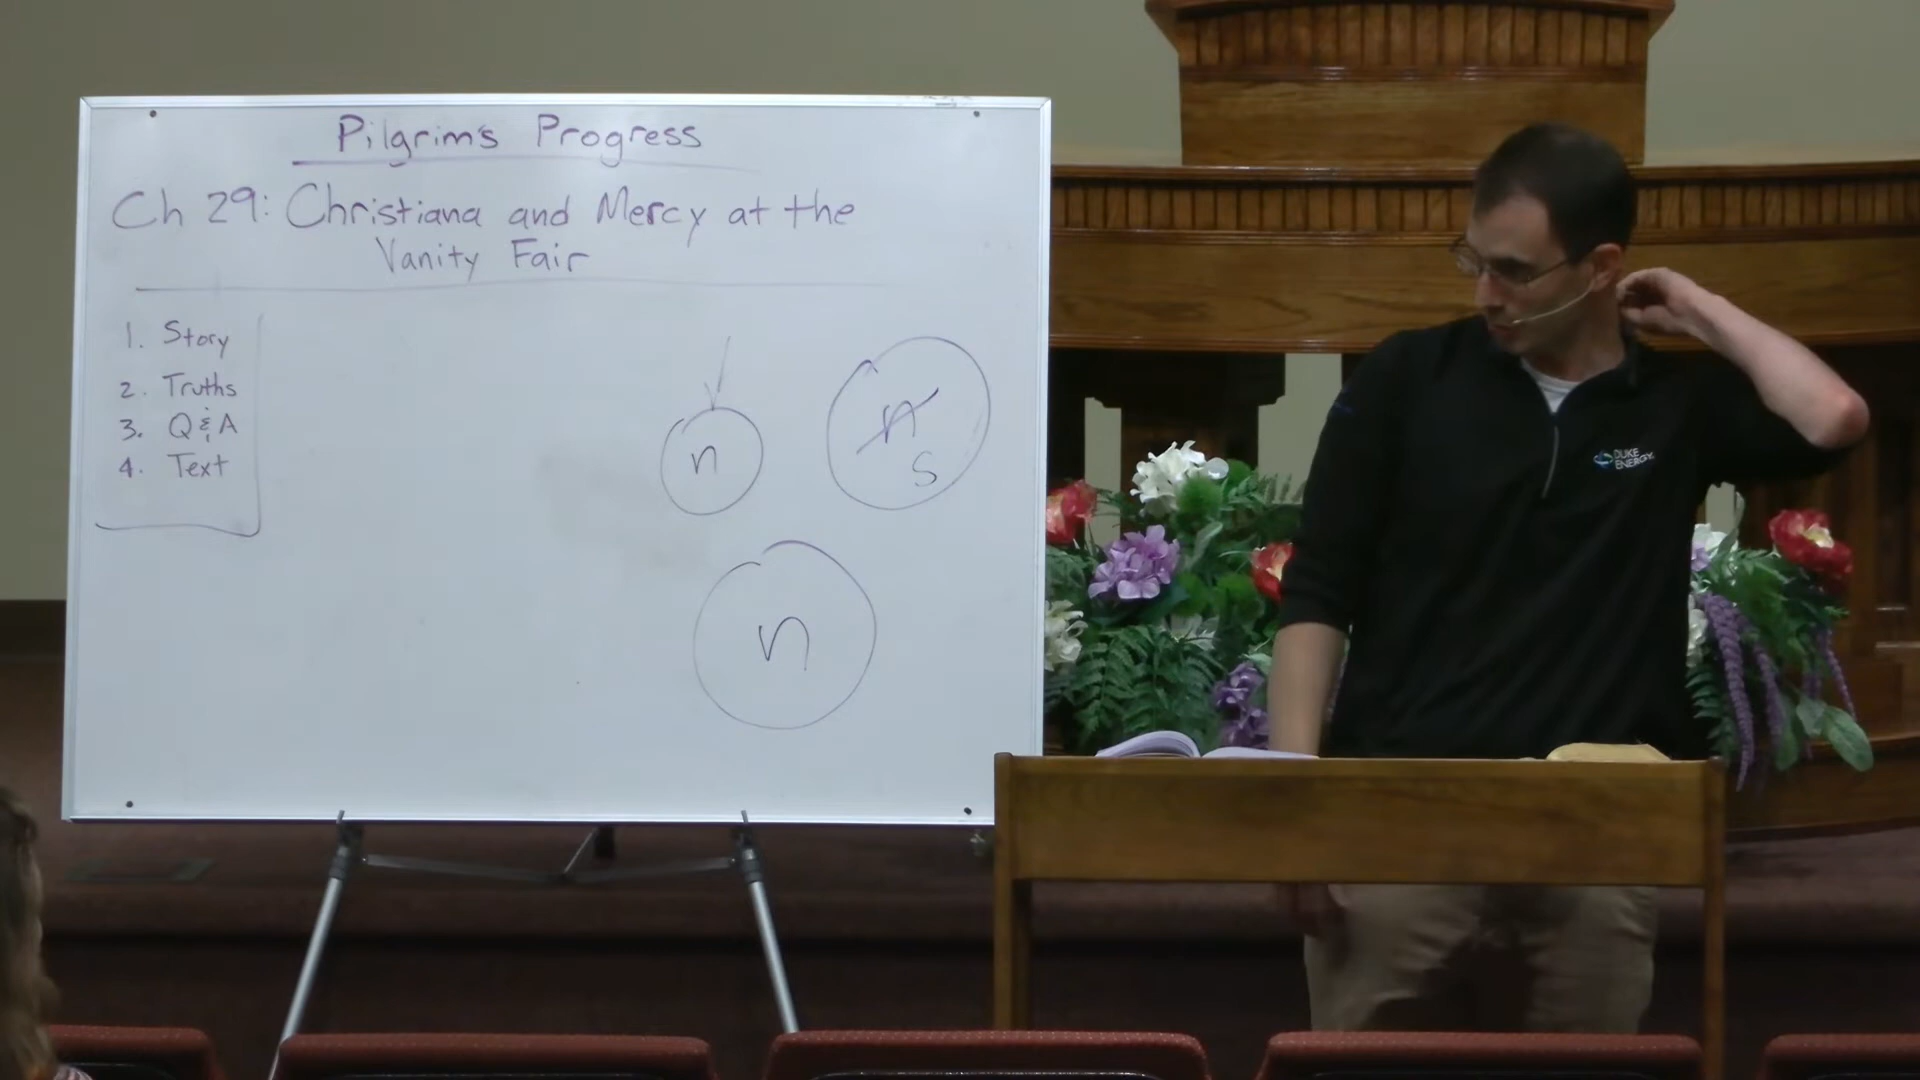 Pilgrim's Progress
Ch 29: Christiana and Mercy at the
Vanity Fair
1. Story
2. Truths
3. Q & A
4. Text
n
n
s
n
DUKE
ENERGY